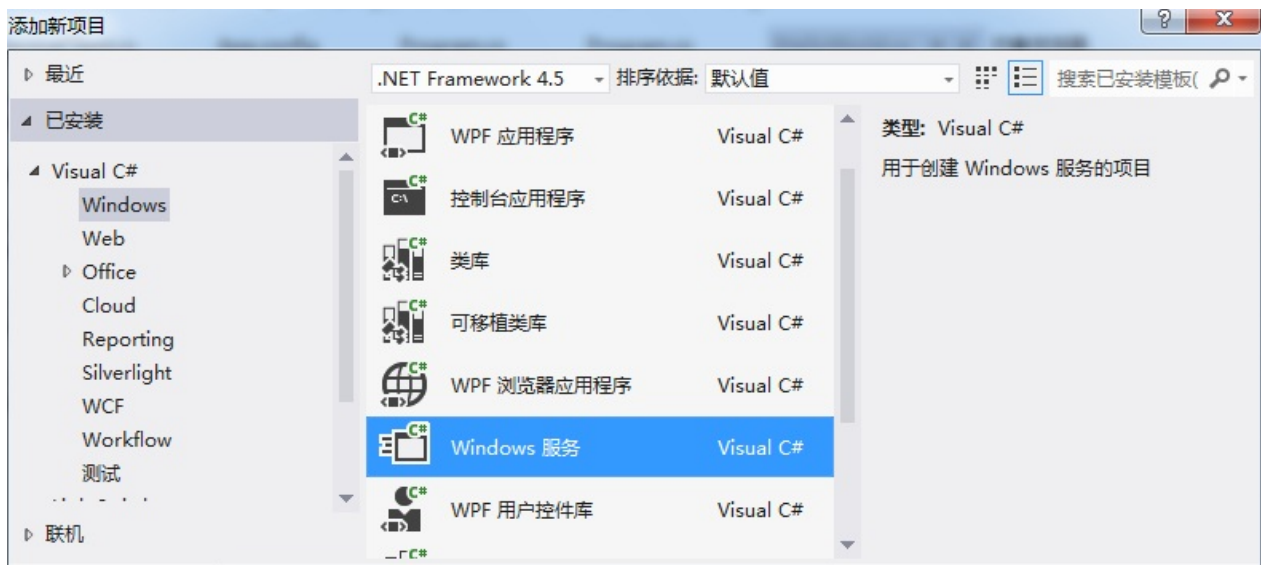 添加新项目
最近
.NET Framework 4.5 排序依据: 默认值 搜索已安装模板(
已安装
Visual C#
Windows
Web
Office
Cloud
Reporting
Silverlight
WCF
Workflow
测试
联机
WPF 应用程序 Visual C#
控制台应用程序 Visual C#
类库 Visual C#
可移植类库 Visual C#
WPF 浏览器应用程序 Visual C#
Windows 服务 Visual C#
WPF 用户控件库 Visual C#
类型: Visual C#
用于创建 Windows 服务的项目